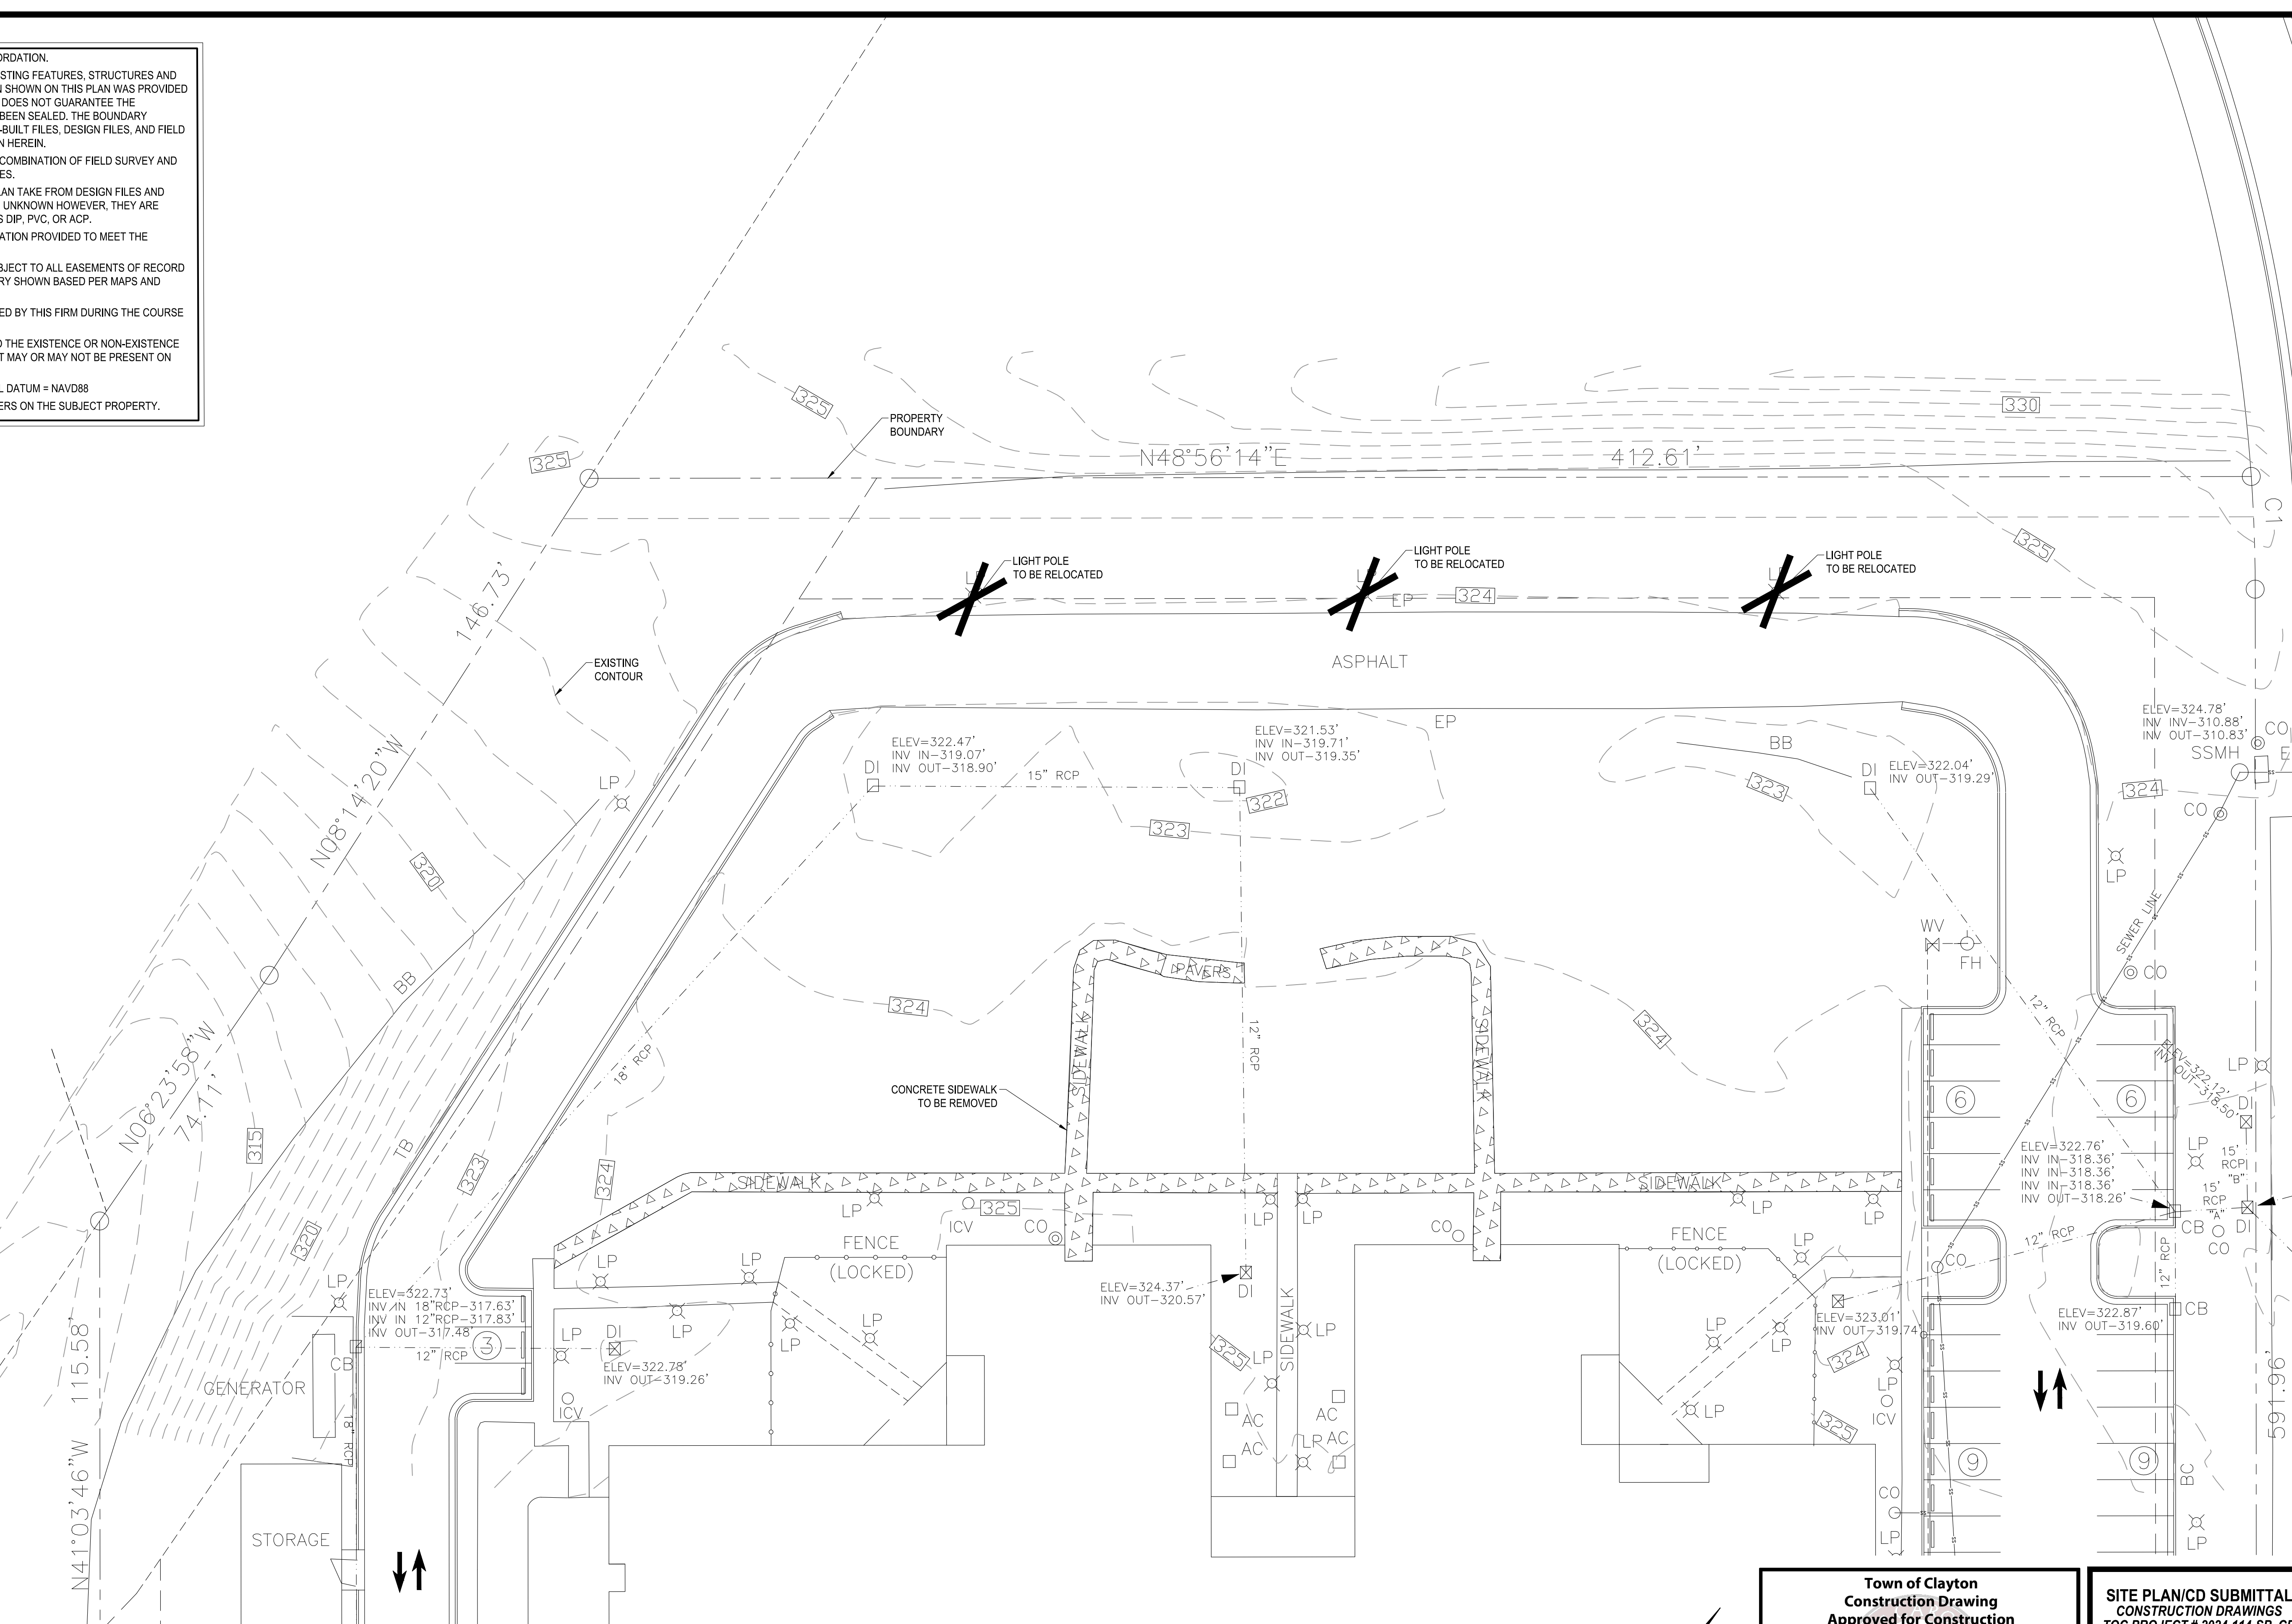 ORDATION.
STING FEATURES, STRUCTURES AND
N SHOWN ON THIS PLAN WAS PROVIDED
DOES NOT GUARANTEE THE
BEEN SEALED. THE BOUNDARY
-BUILT FILES, DESIGN FILES, AND FIELD
N HEREIN.
COMBINATION OF FIELD SURVEY AND
ES.
LAN TAKE FROM DESIGN FILES AND
UNKNOWN HOWEVER, THEY ARE
S DIP, PVC, OR ACP.
ATION PROVIDED TO MEET THE
BJECT TO ALL EASEMENTS OF RECORD
RY SHOWN BASED PER MAPS AND
ED BY THIS FIRM DURING THE COURSE
O THE EXISTENCE OR NON-EXISTENCE
T MAY OR MAY NOT BE PRESENT ON
L DATUM = NAVD88
ERS ON THE SUBJECT PROPERTY.
325
330
PROPERTY
BOUNDARY
325
N48°56'14"E
412.61'
C1
325
LIGHT POLE
TO BE RELOCATED
LIGHT POLE
TO BE RELOCATED
LIGHT POLE
TO BE RELOCATED
EP
324
146.73'
N08°14'20"W
EXISTING
CONTOUR
ASPHALT
EP
ELEV=322.47'
INV IN-319.07'
INV OUT-318.90'
DI
15" RCP
ELEV=321.53'
INV IN-319.71'
INV OUT-319.35'
DI
322
323
BB
323
DI
ELEV=322.04'
INV OUT-319.29'
ELEV=324.78'
INV INV-310.88'
INV OUT-310.83'
CO
SSMH
E
324
CO
LP
LP
320
SEWER LINE
WV
FH
CO
BB
PAVERS
324
324
12" RCP
SIDEWALK
SIDEWALK
12" RCP
18" RCP
CONCRETE SIDEWALK
TO BE REMOVED
N06°23'58"W
74.11'
315
TB
323
324
320
SIDEWALK
SIDEWALK
6
6
LP
ELEV=322.12'
INV OUT-318.50'
DI
LP
15'
RCP
"B"
15'
RCP
"A"
ELEV=322.76'
INV IN-318.36'
INV IN-318.36'
INV IN-318.36'
INV OUT-318.26'
CB
DI
CO
LP
ICV
325
CO
LP
LP
CO
LP
LP
FENCE
(LOCKED)
FENCE
(LOCKED)
12" RCP
CO
12" RCP
LP
LP
LP
LP
ELEV=324.37'
INV OUT-320.57'
DI
ELEV=322.73'
INV IN 18"RCP-317.63'
INV IN 12"RCP-317.83'
INV OUT-317.48'
CB
12" RCP
3
LP
DI
LP
LP
LP
ELEV=322.78'
INV OUT-319.26'
ICV
325
SIDEWALK
LP
LP
AC
AC
AC
LP
AC
LP
LP
LP
ELEV=323.01'
INV OUT-319.74'
324
325
LP
ICV
ELEV=322.87'
INV OUT-319.60'
CB
GENERATOR
18" RCP
STORAGE
N41°03'46"W 115.58'
9
9
BC
CO
LP
LP
591.96'
Town of Clayton
Construction Drawing
Approved for Construction
SITE PLAN/CD SUBMITTAL
CONSTRUCTION DRAWINGS